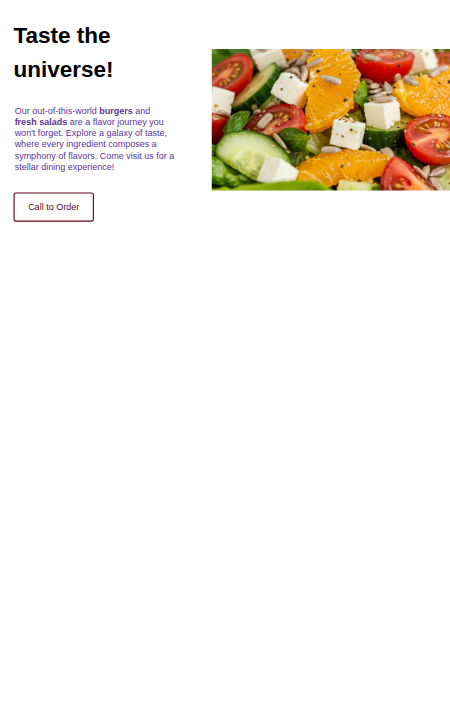 Taste the
universe!
Our out-of-this-world burgers and
fresh salads are a flavor journey you
won't forget. Explore a galaxy of taste,
where every ingredient composes a
symphony of flavors. Come visit us for a
stellar dining experience!
Call to Order